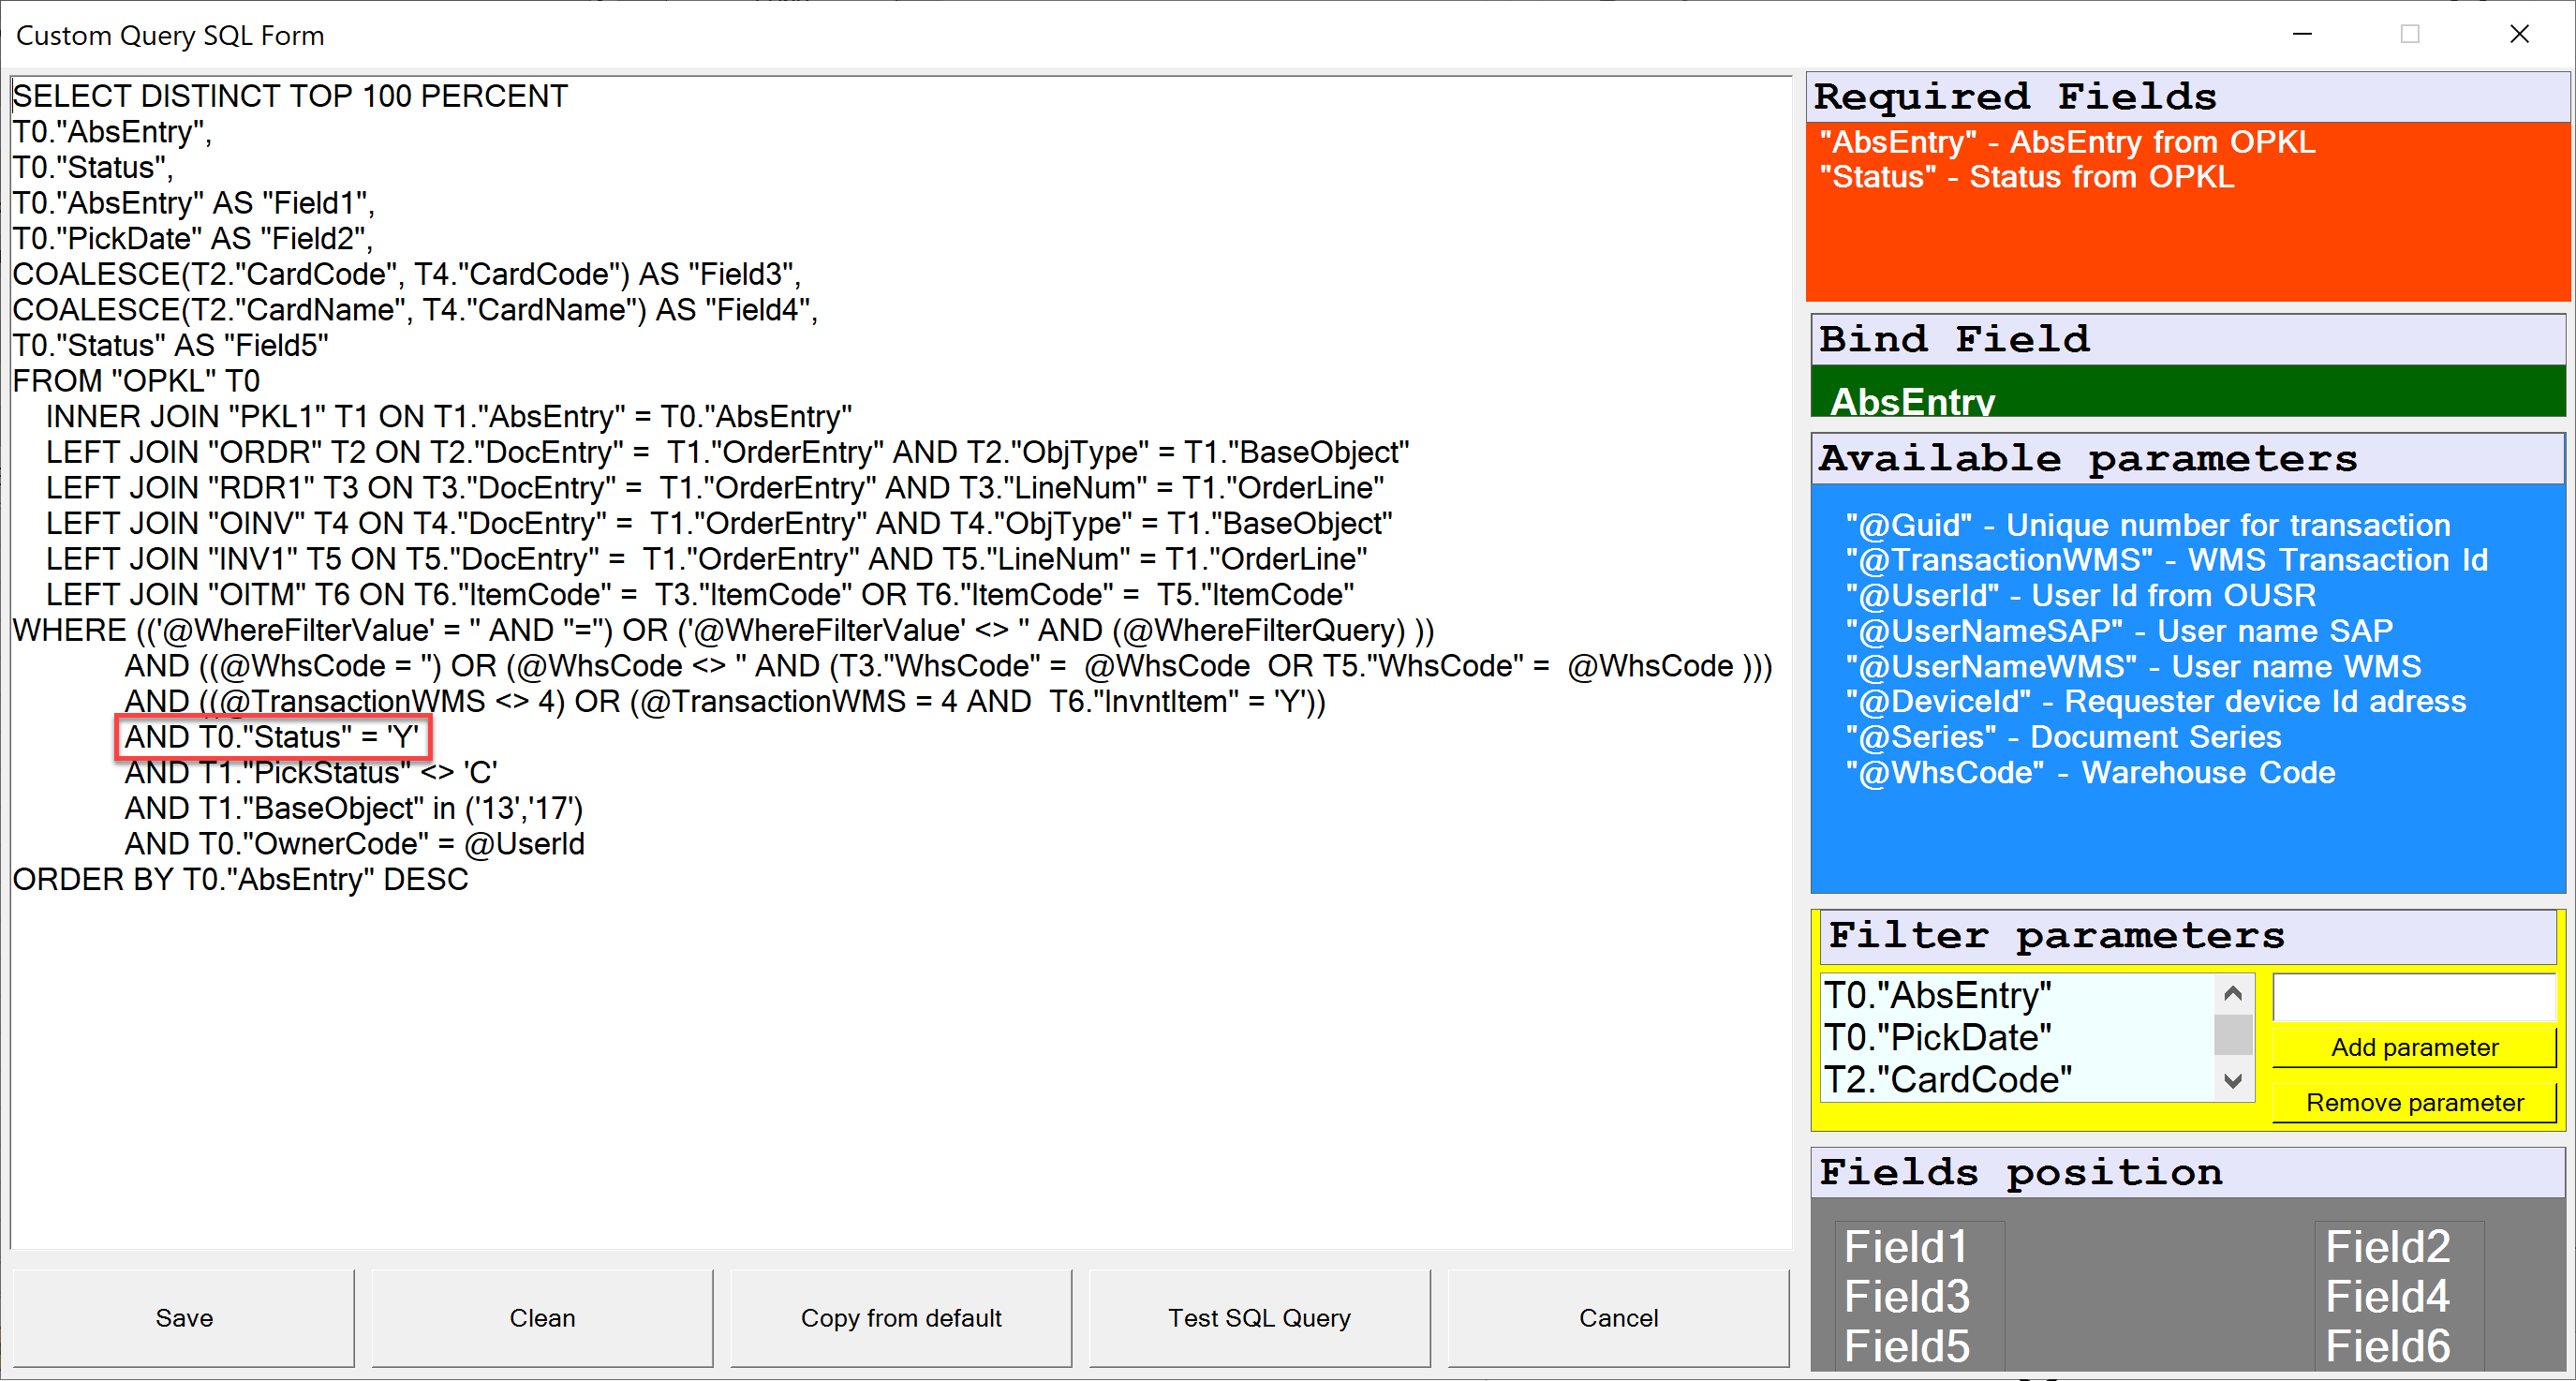 Custom Query SQL Form
SELECT DISTINCT TOP 100 PERCENT
T0."AbsEntry",
T0."Status",
T0."AbsEntry" AS "Field1",
T0."PickDate" AS "Field2",
COALESCE(T2."CardCode", T4."CardCode") AS "Field3",
COALESCE(T2."CardName", T4."CardName") AS "Field4",
T0."Status" AS "Field5"
FROM "OPKL" T0
INNER JOIN "PKL1" T1 ON T1."AbsEntry" = T0."AbsEntry"
LEFT JOIN "ORDR" T2 ON T2."DocEntry" =  T1."OrderEntry" AND T2."ObjType" = T1."BaseObject"
LEFT JOIN "RDR1" T3 ON T3."DocEntry" =  T1."OrderEntry" AND T3."LineNum" = T1."OrderLine"
LEFT JOIN "OINV" T4 ON T4."DocEntry" =  T1."OrderEntry" AND T4."ObjType" = T1."BaseObject"
LEFT JOIN "INV1" T5 ON T5."DocEntry" =  T1."OrderEntry" AND T5."LineNum" = T1."OrderLine"
LEFT JOIN "OITM" T6 ON T6."ItemCode" =  T3."ItemCode" OR T6."ItemCode" =  T5."ItemCode"
WHERE (('@WhereFilterValue' = '' AND ''='') OR ('@WhereFilterValue' <> '' AND (@WhereFilterQuery) ))
AND ((@WhsCode = '') OR (@WhsCode <> '' AND (T3."WhsCode" =  @WhsCode  OR T5."WhsCode" =  @WhsCode )))
AND ((@TransactionWMS <> 4) OR (@TransactionWMS = 4 AND  T6."InvntItem" = 'Y'))
AND T0."Status" = 'Y'
AND T1."PickStatus" <> 'C'
AND T1."BaseObject" in ('13','17')
AND T0."OwnerCode" = @UserId
ORDER BY T0."AbsEntry" DESC
Save
Clean
Copy from default
Test SQL Query
Cancel
Required Fields
"AbsEntry" - AbsEntry from OPKL
"Status" - Status from OPKL
Bind Field
AbsEntry
Available parameters
"@Guid" - Unique number for transaction
"@TransactionWMS" - WMS Transaction Id
"@UserId" - User Id from OUSR
"@UserNameSAP" - User name SAP
"@UserNameWMS" - User name WMS
"@DeviceId" - Requester device Id adress
"@Series" - Document Series
"@WhsCode" - Warehouse Code
Filter parameters
T0."AbsEntry"
T0."PickDate"
T2."CardCode"
Add parameter
Remove parameter
Fields position
Field1 Field2
Field3 Field4
Field5 Field6